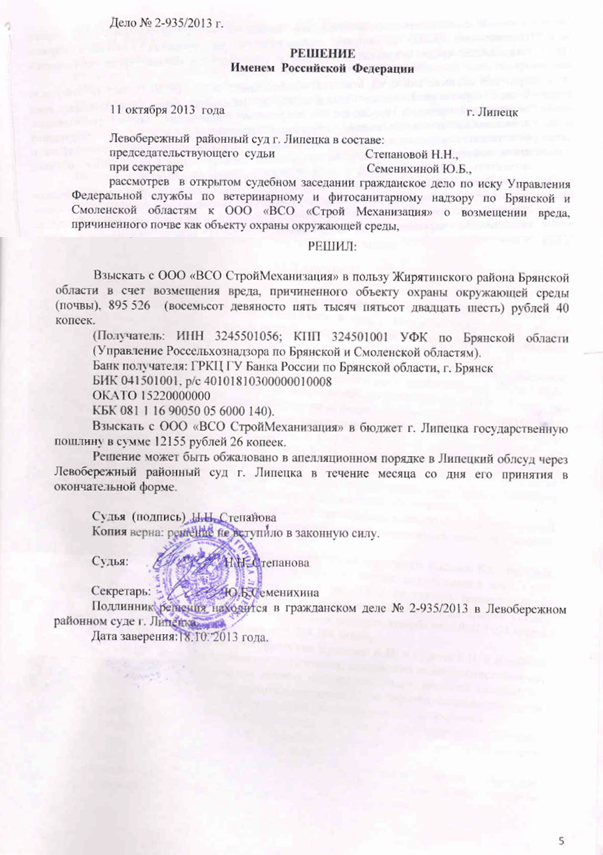 Дело № 2-935/2013 г.
РЕШЕНИЕ
Именем Российской Федерации
11 октября 2013 года г. Липецк
Левобережный районный суд г. Липецка в составе:
председательствующего судьи Степановой Н.Н.,
при секретаре Семенихиной Ю.Б.,
рассмотрев в открытом судебном заседании гражданское дело по иску Управления
Федеральной службы по ветеринарному и фитосанитарному надзору по Брянской и
Смоленской областям к ООО «ВСО «Строй Механизация» о возмещении вреда,
причиненного почве как объекту охраны окружающей среды,
РЕШИЛ:
Взыскать с ООО «ВСО СтройМеханизация» в пользу Жирятинского района Брянской
области в счет возмещения вреда, причиненного объекту охраны окружающей среды
(почвы), 895 526 (восемьсот девяносто пять тысяч пятьсот двадцать шесть) рублей 40
копеек.
(Получатель: ИНН 3245501056; КПП 324501001 УФК по Брянской области
(Управление Россельхознадзора по Брянской и Смоленской областям).
Банк получателя: ГРКЦ ГУ Банка России по Брянской области, г. Брянск
БИК 041501001, р/с 40101810300000010008
ОКАТО 15220000000
КБК 081 1 16 90050 05 6000 140).
Взыскать с ООО «ВСО СтройМеханизация» в бюджет г. Липецка государственную
пошлину в сумме 12155 рублей 26 копеек.
Решение может быть обжаловано в апелляционном порядке в Липецкий облсуд через
Левобережный районный суд г. Липецка в течение месяца со дня его принятия в
окончательной форме.
Судья (подпись) Н.Н. Степанова
Копия верна: решение не вступило в законную силу.
Судья: Н.Н. Степанова
Секретарь: Ю.Б.Семенихина
Подлинник решения находится в гражданском деле № 2-935/2013 в Левобережном
районном суде г. Липецка.
Дата заверения:18.10. 2013 года.
5